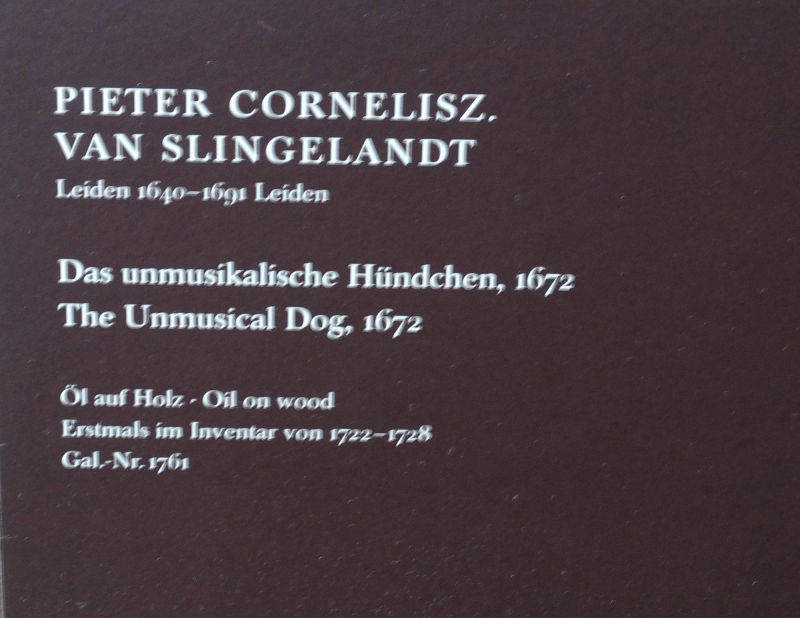 PIETER CORNELISZ.
VAN SLINGELANDT
Leiden 1640–1691 Leiden
Das unmusikalische Hündchen, 1672
The Unmusical Dog, 1672
Öl auf Holz · Oil on wood
Erstmals im Inventar von 1722–1728
Gal.-Nr. 1761